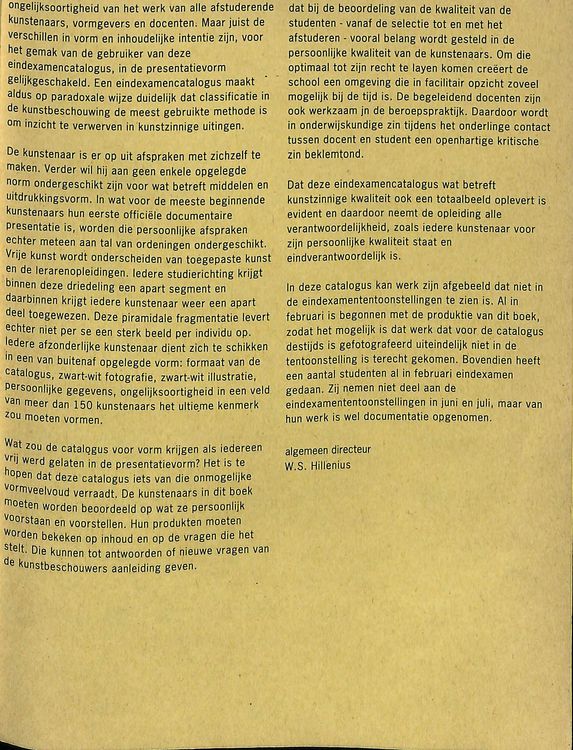 ongelijksoortigheid van het werk van alle afstuderende
kunstenaars, vormgevers en docenten. Maar juist de
verschillen in vorm en inhoudelijke intentie zijn, voor
het gemak van de gebruiker van deze
eindexamencatalogus, in de presentatievorm
gelijkgeschakeld. Een eindexamencatalogus maakt
aldus op paradoxale wijze duidelijk dat classificatie in
de kunstbeschouwing de meest gebruikte methode is
om inzicht te verwerven in kunstzinnige uitingen.

De kunstenaar is er op uit afspraken met zichzelf te
maken. Verder wil hij aan geen enkele opgelegde
norm ondergeschikt zijn voor wat betreft middelen en
uitdrukkingsvorm. In wat voor de meeste beginnende
kunstenaars hun eerste officiële documentaire
presentatie is, worden die persoonlijke afspraken
echter meteen aan tal van ordeningen ondergeschikt.
Vrije kunst wordt onderscheiden van toegepaste kunst
en de lerarenopleidingen. Iedere studierichting krijgt
binnen deze driedeling een apart segment en
daarbinnen krijgt iedere kunstenaar weer een apart
deel toegewezen. Deze piramidale fragmentatie levert
echter niet per se een sterk beeld per individu op.
Iedere afzonderlijke kunstenaar dient zich te schikken
in een van buitenaf opgelegde vorm: formaat van de
catalogus, zwart-wit fotografie, zwart-wit illustratie,
persoonlijke gegevens, ongelijksoortigheid in een veld
van meer dan 150 kunstenaars het ultieme kenmerk
zou moeten vormen.

Wat zou de catalogus voor vorm krijgen als iedereen
vrij werd gelaten in de presentatievorm? Het is te
hopen dat deze catalogus iets van die onmogelijke
vormveelvoud verraadt. De kunstenaars in dit boek
moeten worden beoordeeld op wat ze persoonlijk
voorstaan en voorstellen. Hun produkten moeten
worden bekeken op inhoud en op de vragen die het
stelt. Die kunnen tot antwoorden of nieuwe vragen van
de kunstbeschouwers aanleiding geven.

dat bij de beoordeling van de kwaliteit van de
studenten - vanaf de selectie tot en met het
afstuderen - vooral belang wordt gesteld in de
persoonlijke kwaliteit van de kunstenaars. Om die
optimaal tot zijn recht te layen komen creëert de
school een omgeving die in facilitair opzicht zoveel
mogelijk bij de tijd is. De begeleidend docenten zijn
ook werkzaam jn de beroepspraktijk. Daardoor wordt
in onderwijskundige zin tijdens het onderlinge contact
tussen docent en student een openhartige kritische
zin beklemtond.

Dat deze eindexamencatalogus wat betreft
kunstzinnige kwaliteit ook een totaalbeeld oplevert is
evident en daardoor neemt de opleiding alle
verantwoordelijkheid, zoals iedere kunstenaar voor
zijn persoonlijke kwaliteit staat en
eindverantwoordelijk is.

In deze catalogus kan werk zijn afgebeeld dat niet in
de eindexamententoonstellingen te zien is. Al in
februari is begonnen met de produktie van dit boek,
zodat het mogelijk is dat werk dat voor de catalogus
destijds is gefotografeerd uiteindelijk niet in de
tentoonstelling is terecht gekomen. Bovendien heeft
een aantal studenten al in februari eindexamen
gedaan. Zij nemen niet deel aan de
eindexamententoonstellingen in juni en juli, maar van
hun werk is wel documentatie opgenomen.

algemeen directeur
W.S. Hillenius